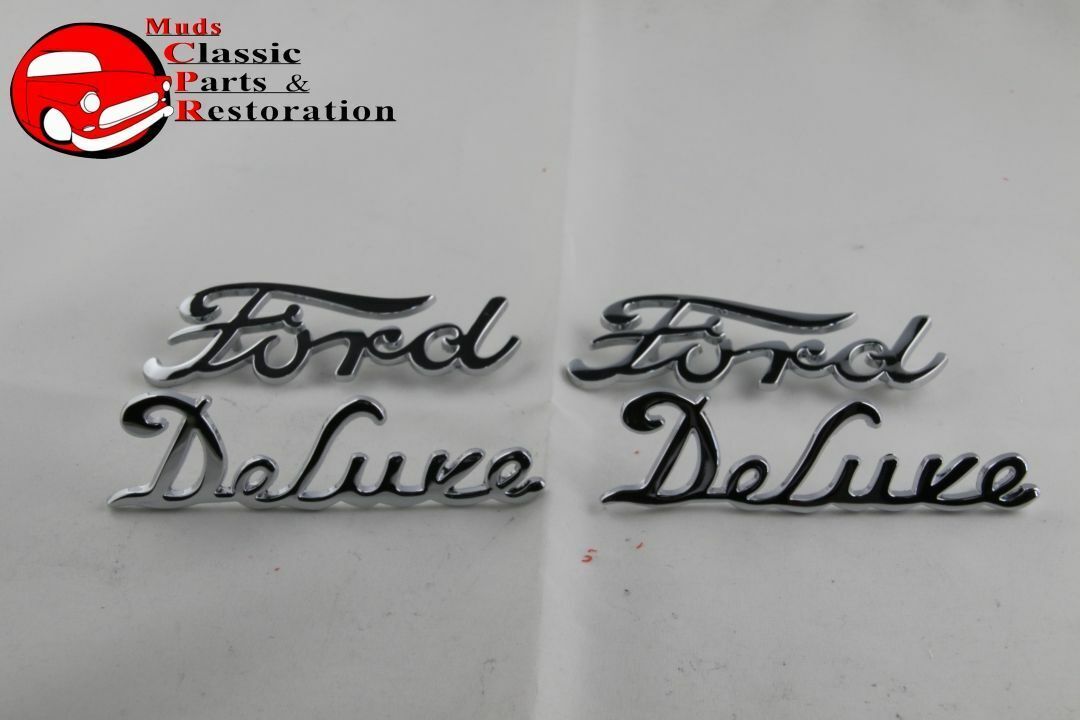 Muds
Classic
Parts &
Restoration
Ford Ford
DeLuxe DeLuxe